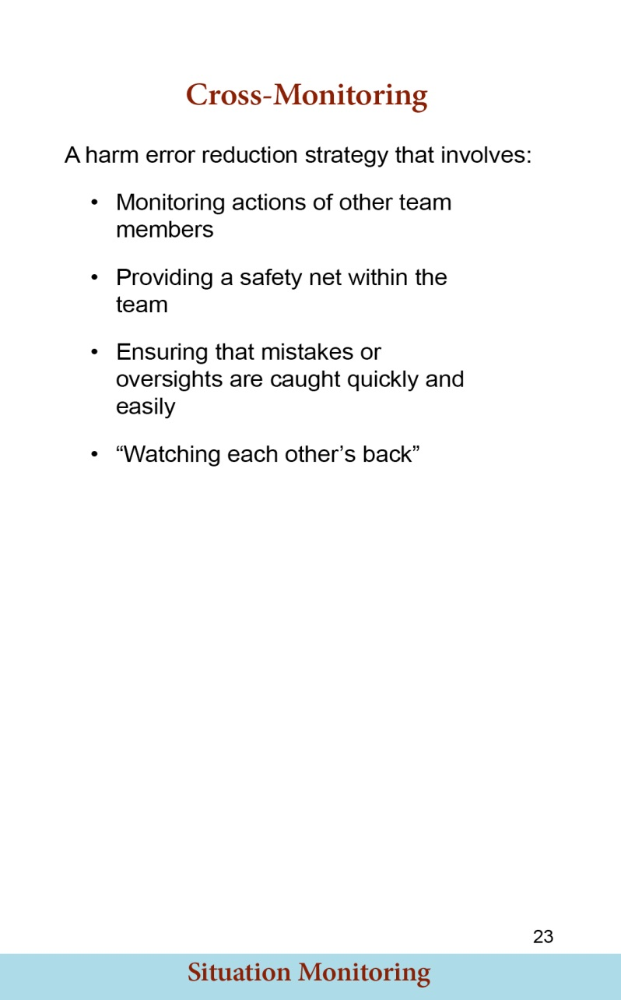 Cross-Monitoring
A harm error reduction strategy that involves:
• Monitoring actions of other team
members
• Providing a safety net within the
team
• Ensuring that mistakes or
oversights are caught quickly and
easily
• “Watching each other’s back”
23
Situation Monitoring